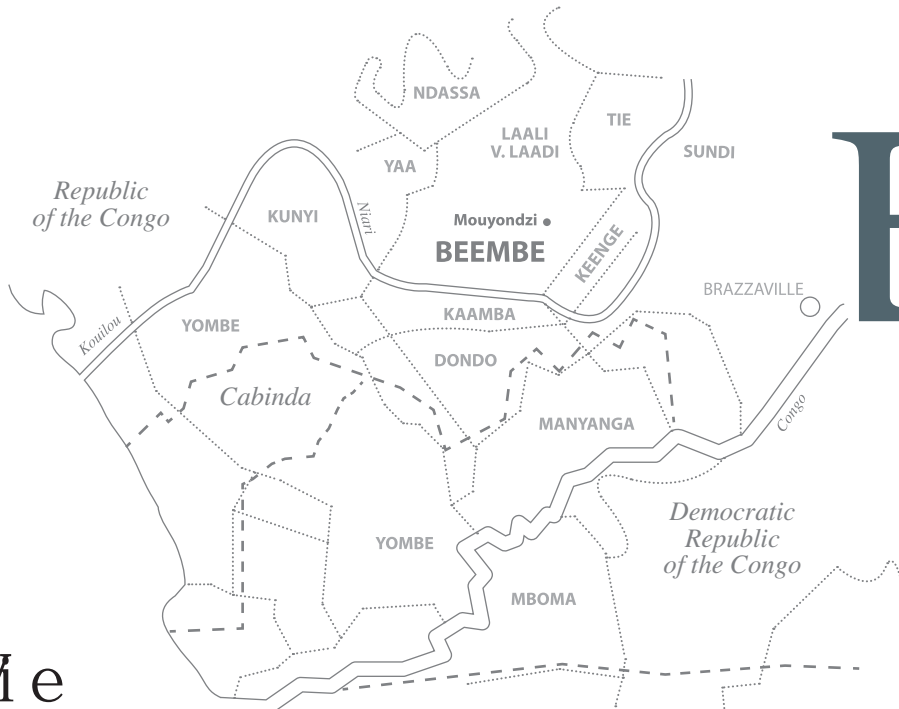 NDASSA
TIE
LAALI
V. LAADI
SUNDI
YAA
Republic
of the Congo
KUNYI
Niari
Mouyondzi
BEEMBE
KEENGE
BRAZZAVILLE
KAAMBA
YOMBE
Kouilou
DONDO
Cabinda
MANYANGA
Congo
Democratic
Republic
of the Congo
YOMBE
MBOMA
e